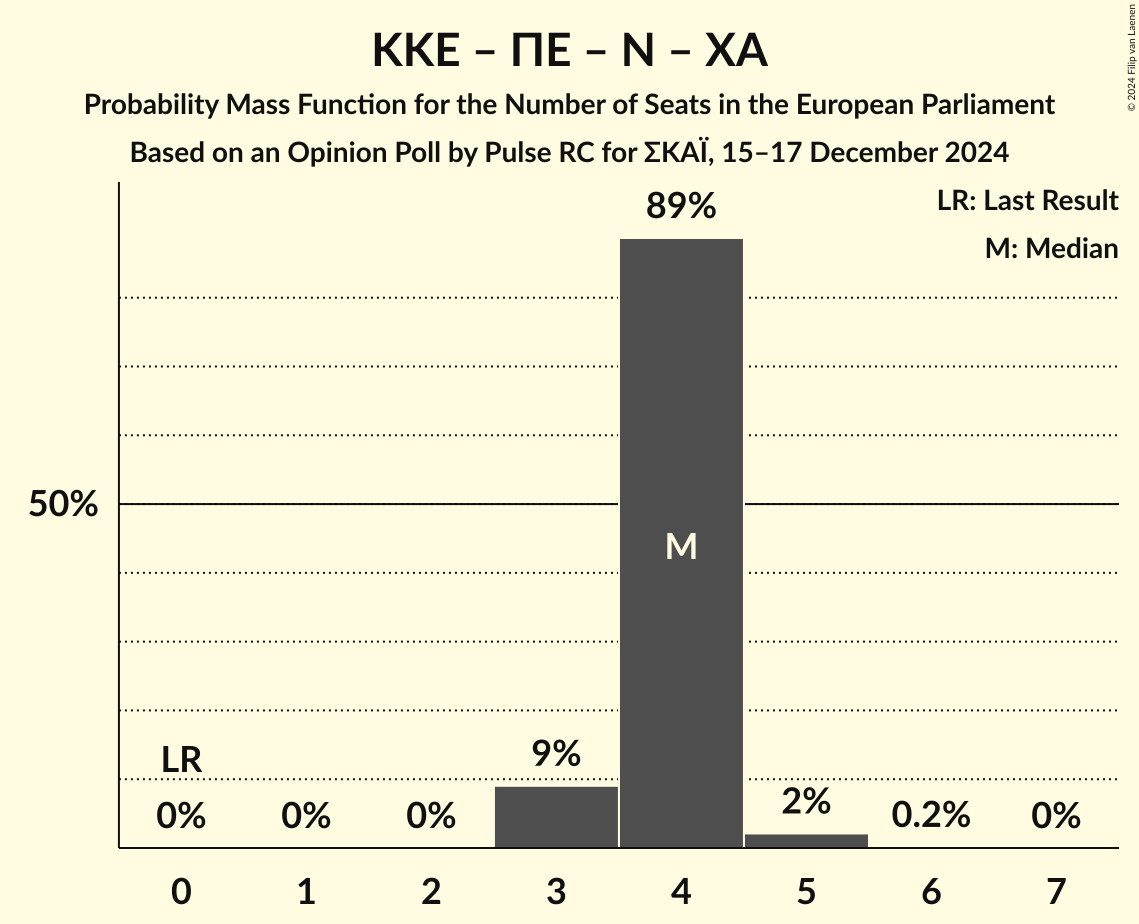 ΚΚΕ – ΠΕ – Ν – ΧΑ
Probability Mass Function for the Number of Seats in the European Parliament
Based on an Opinion Poll by Pulse RC for ΣΚΑΪ, 15–17 December 2024
© 2024 Filip van Laenen
LR: Last Result
M: Median
89%
50%
M
LR
9%
2%
0%
0%
0%
0.2%
0%
0 1 2 3 4 5 6 7